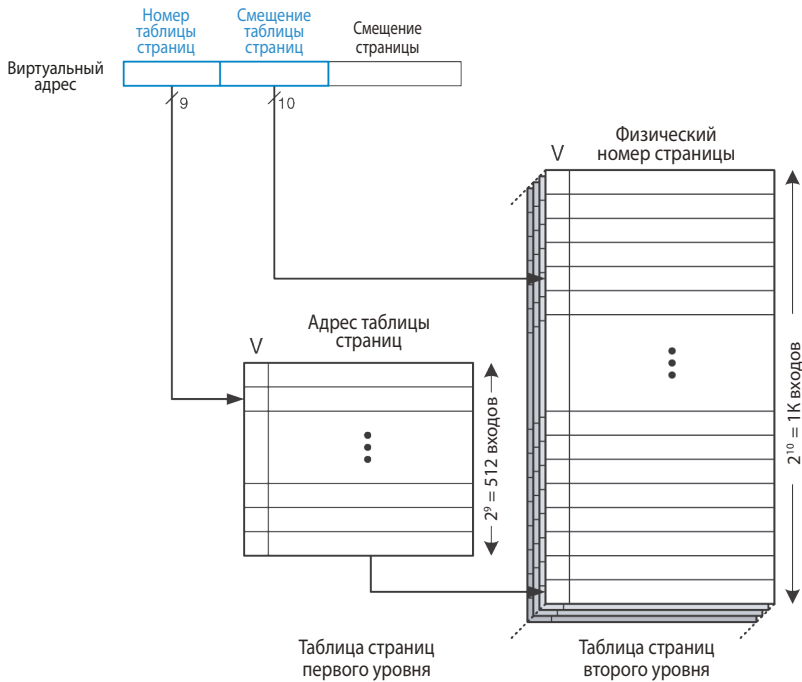 Номер
таблицы
страниц
Смещение
таблицы
страниц
Смещение
страницы
Виртуальный
адрес
9
10
V
Физический
номер страницы
V
Адрес таблицы
страниц
2⁹ = 512 входов
2¹⁰ = 1K входов
Таблица страниц
первого уровня
Таблица страниц
второго уровня